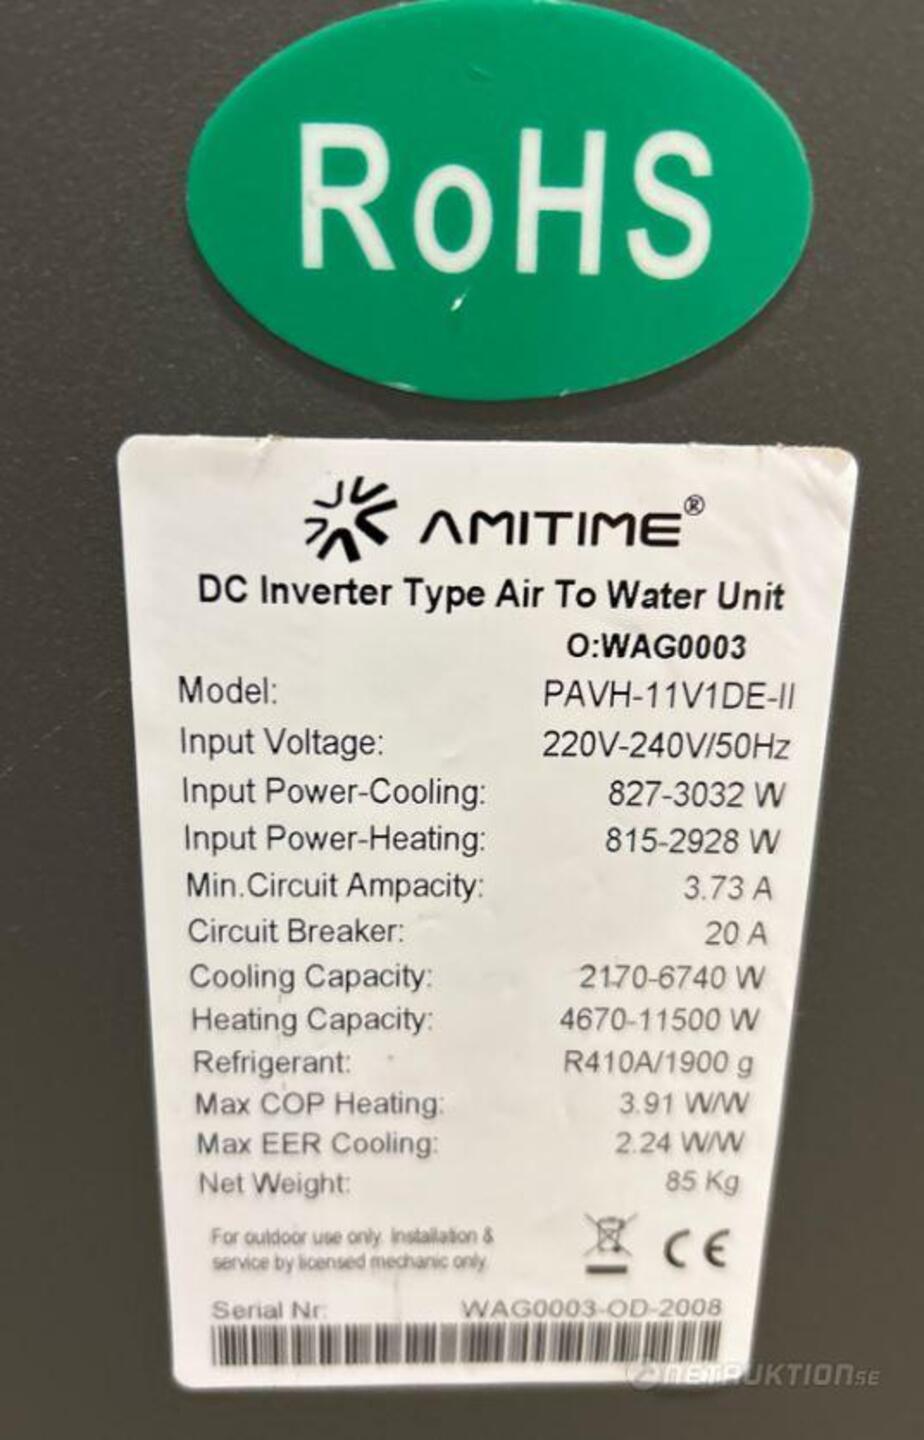 RoHS
AMITIME®
DC Inverter Type Air To Water Unit
O:WAG0003
Model: PAVH-11V1DE-II
Input Voltage: 220V-240V/50Hz
Input Power-Cooling: 827-3032 W
Input Power-Heating: 815-2928 W
Min.Circuit Ampacity: 3.73 A
Circuit Breaker: 20 A
Cooling Capacity: 2170-6740 W
Heating Capacity: 4670-11500 W
Refrigerant: R410A/1900 g
Max COP Heating: 3.91 W/W
Max EER Cooling: 2.24 W/W
Net Weight: 85 Kg
For outdoor use only. Installation &
service by licensed mechanic only.
CE
Serial Nr: WAG0003-OD-2008
NETAUKTION.SE